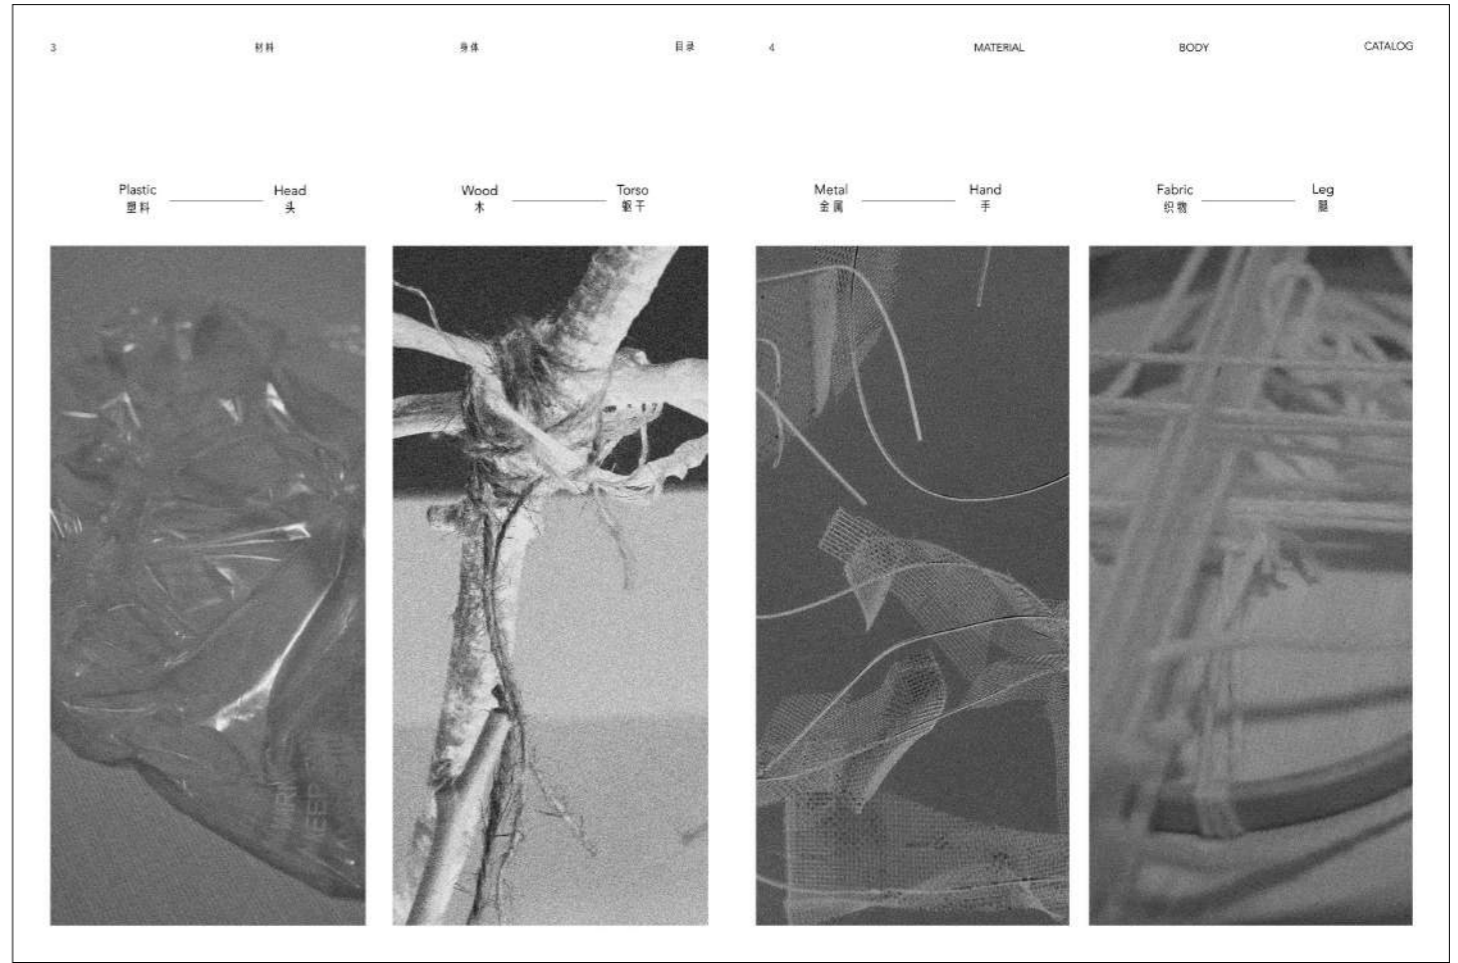 3 材料 身体 目录 4 MATERIAL BODY CATALOG
Plastic Head Wood Torso Metal Hand Fabric Leg
塑料 头 木 躯干 金属 手 织物 腿